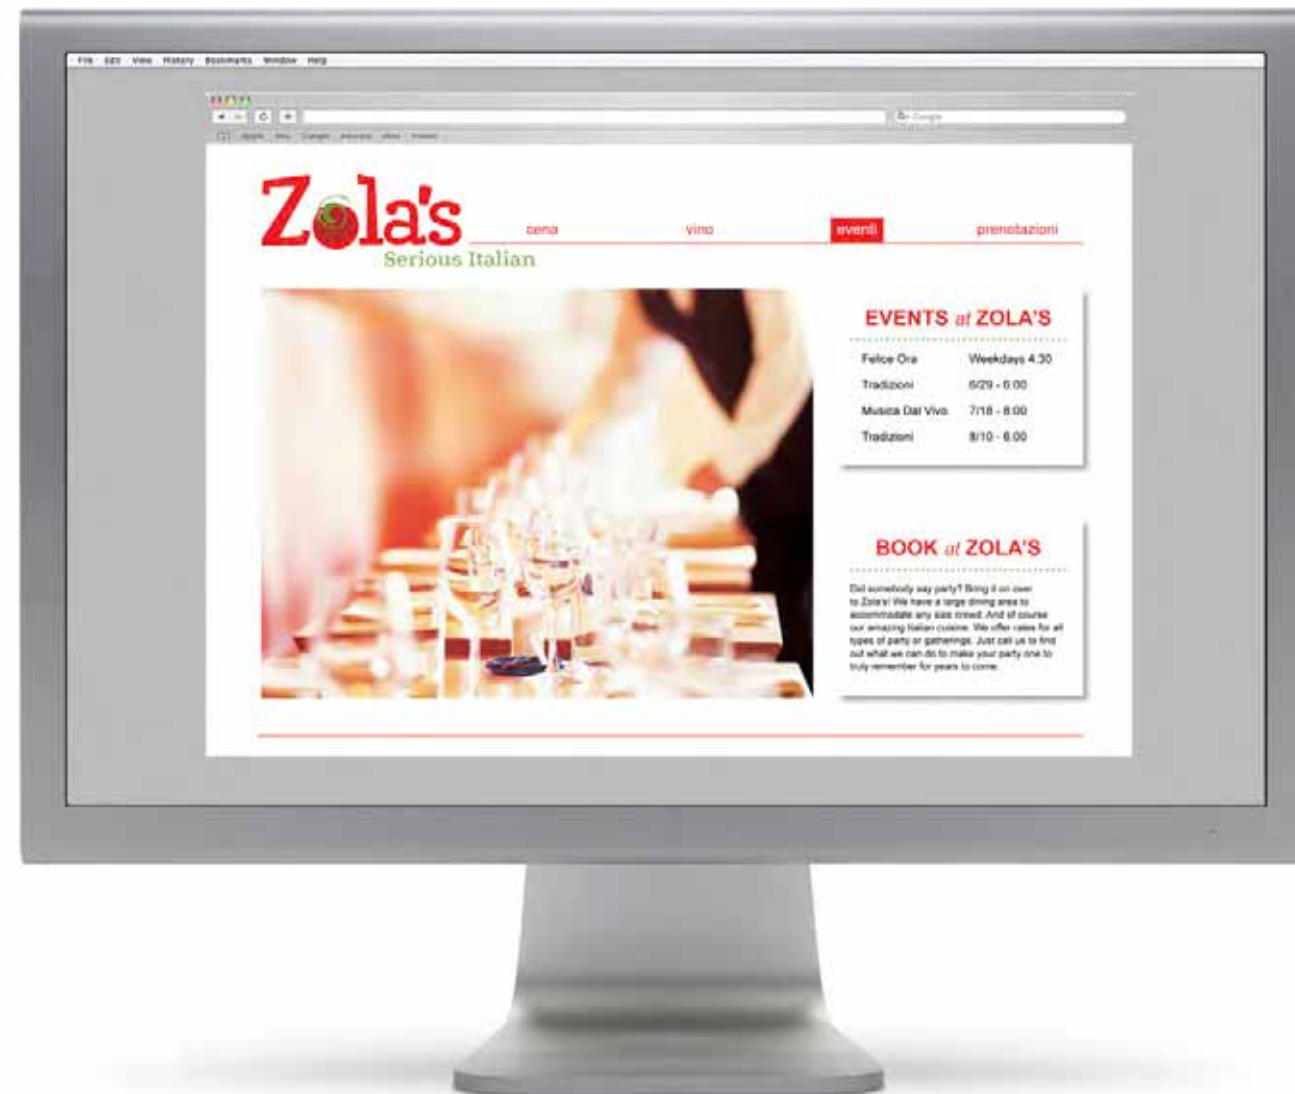 File Edit View History Bookmarks Window Help
Google
Apple Google
Zola's
Serious Italian
cena vino eventi prenotazioni
EVENTS at ZOLA'S
Felice Ora Weekdays 4:30
Tradizioni 6/29 - 6:00
Musica Dal Vivo 7/18 - 8:00
Tradizioni 8/10 - 6:00
BOOK at ZOLA'S
Did somebody say party? Bring it on over
to Zola's! We have a large dining area to
accommodate any size crowd. And of course
our amazing Italian cuisine. We offer rates for all
types of party or gatherings. Just call us to find
out what we can do to make your party one to
truly remember for years to come.